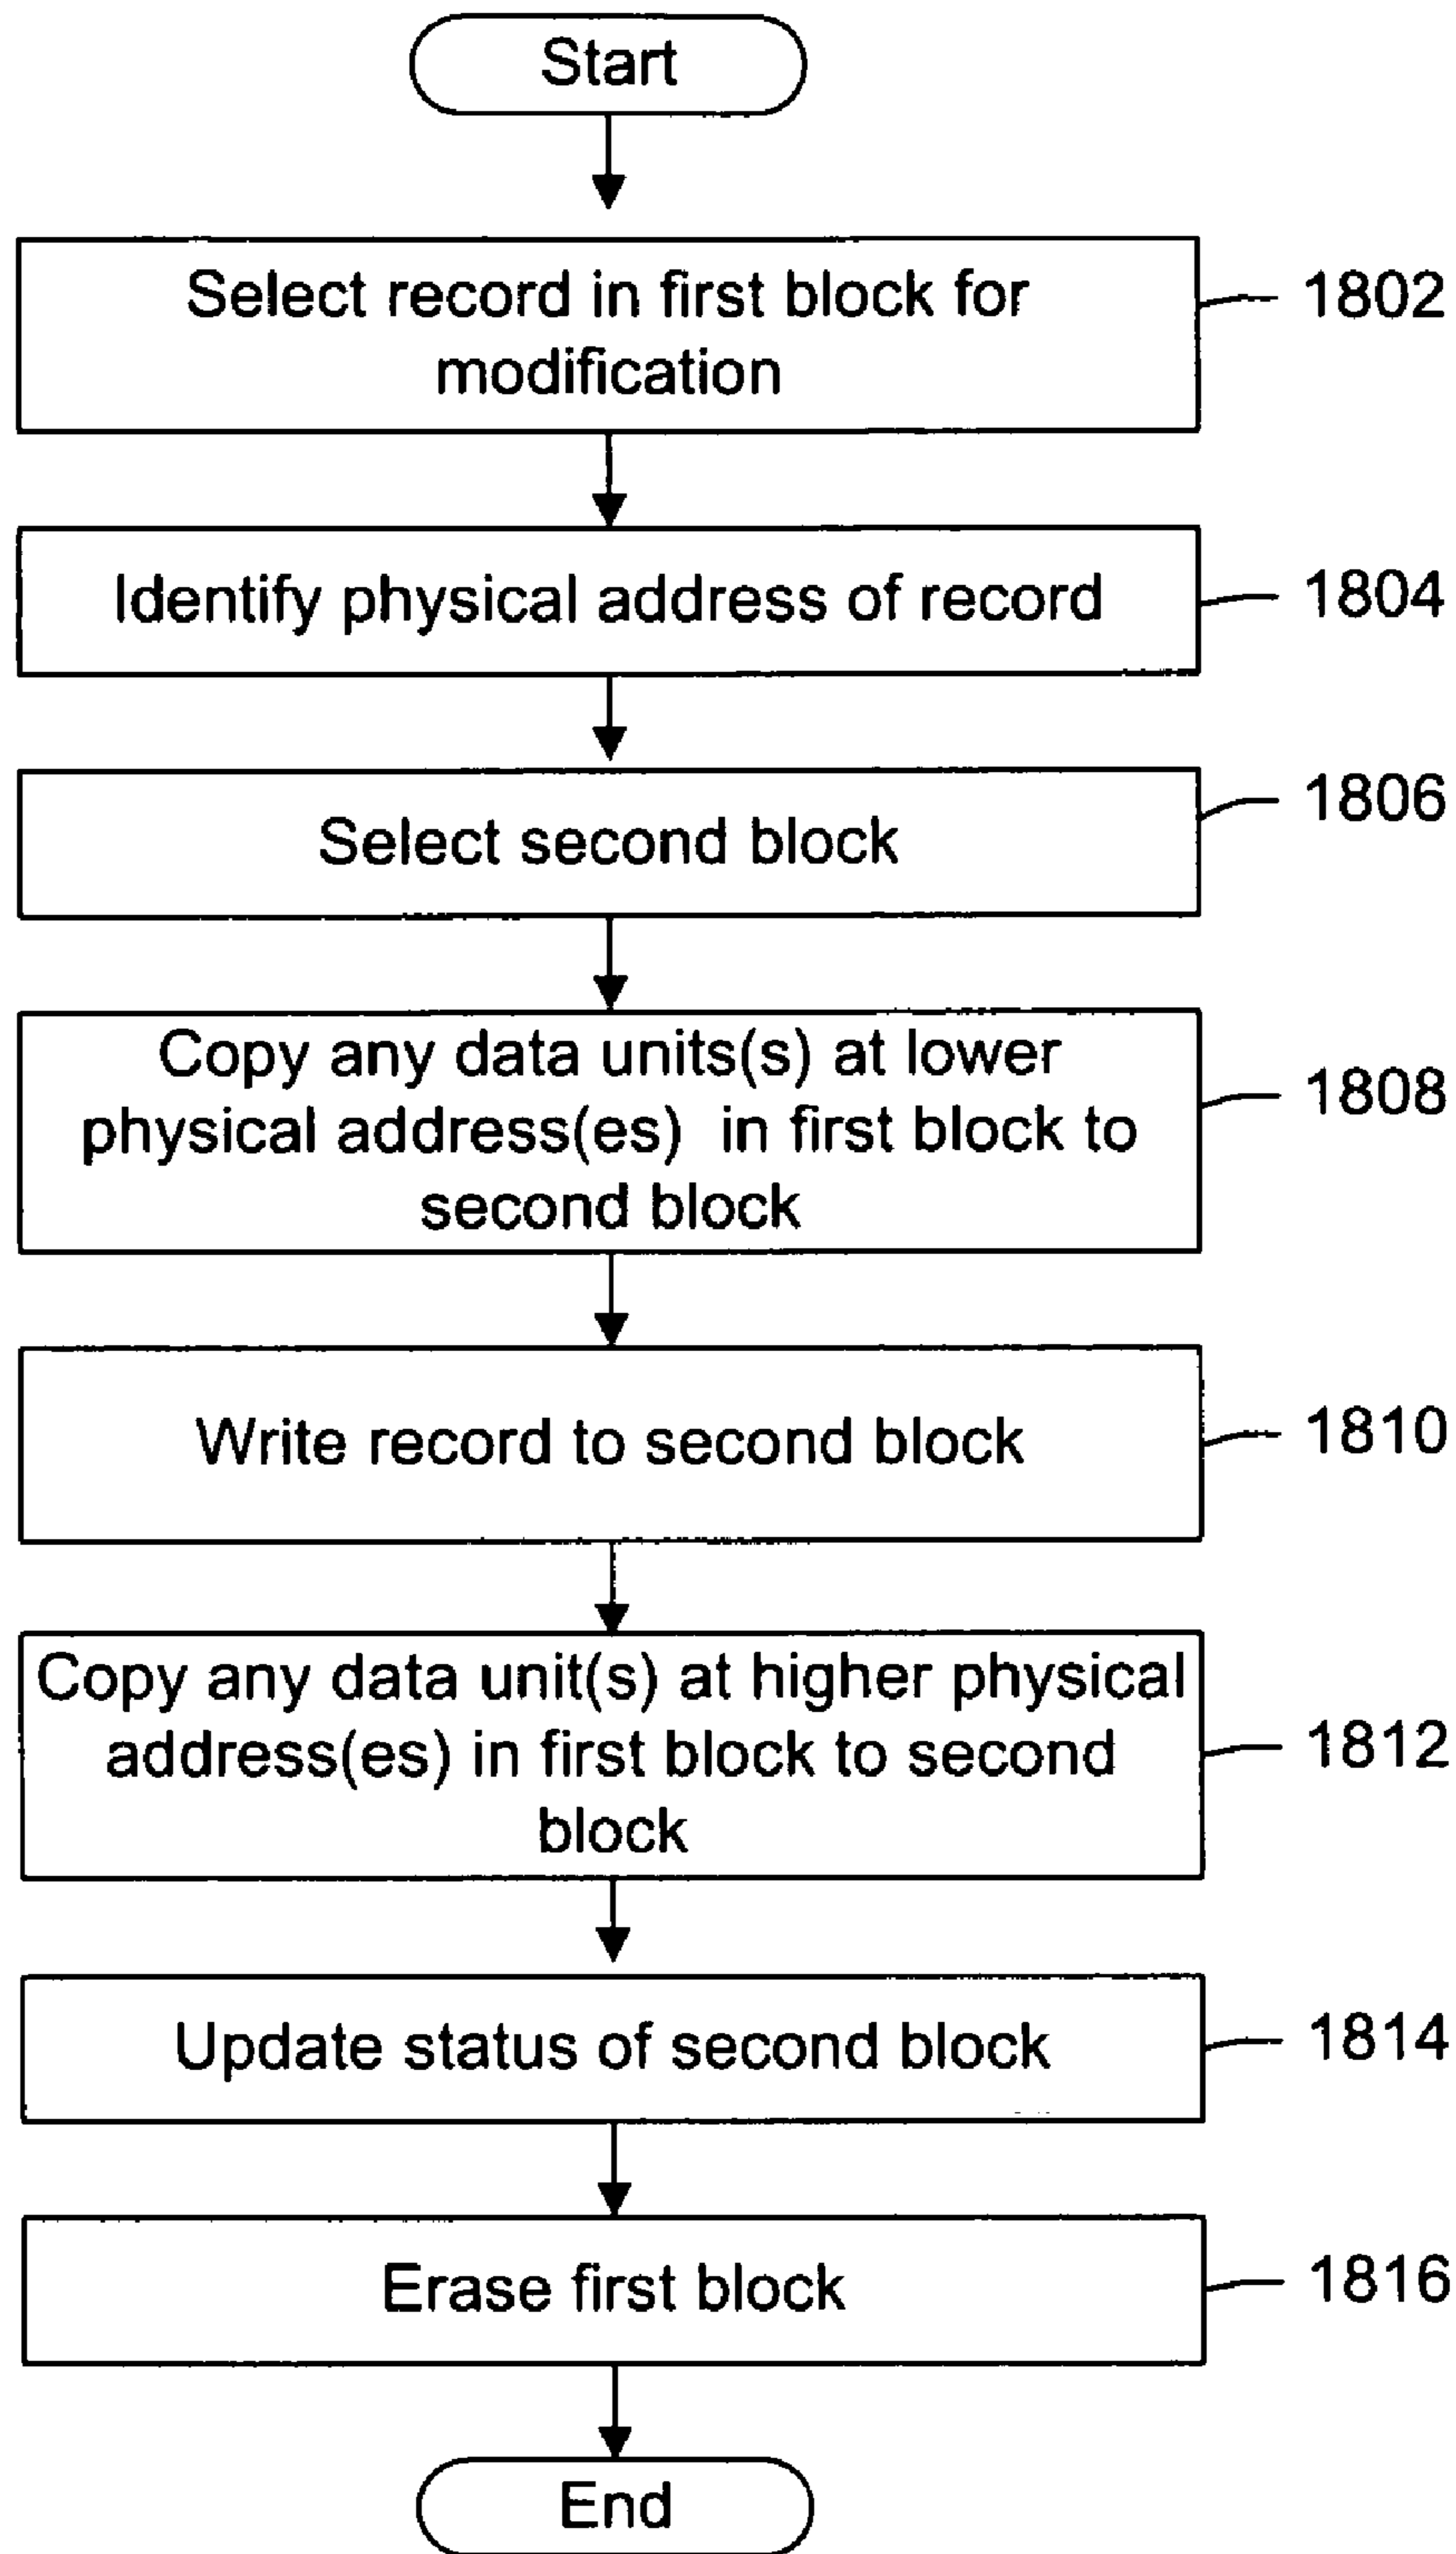 Start
Select record in first block for
modification
1802
Identify physical address of record
1804
Select second block
1806
Copy any data units(s) at lower
physical address(es) in first block to
second block
1808
Write record to second block
1810
Copy any data unit(s) at higher physical
address(es) in first block to second
block
1812
Update status of second block
1814
Erase first block
1816
End